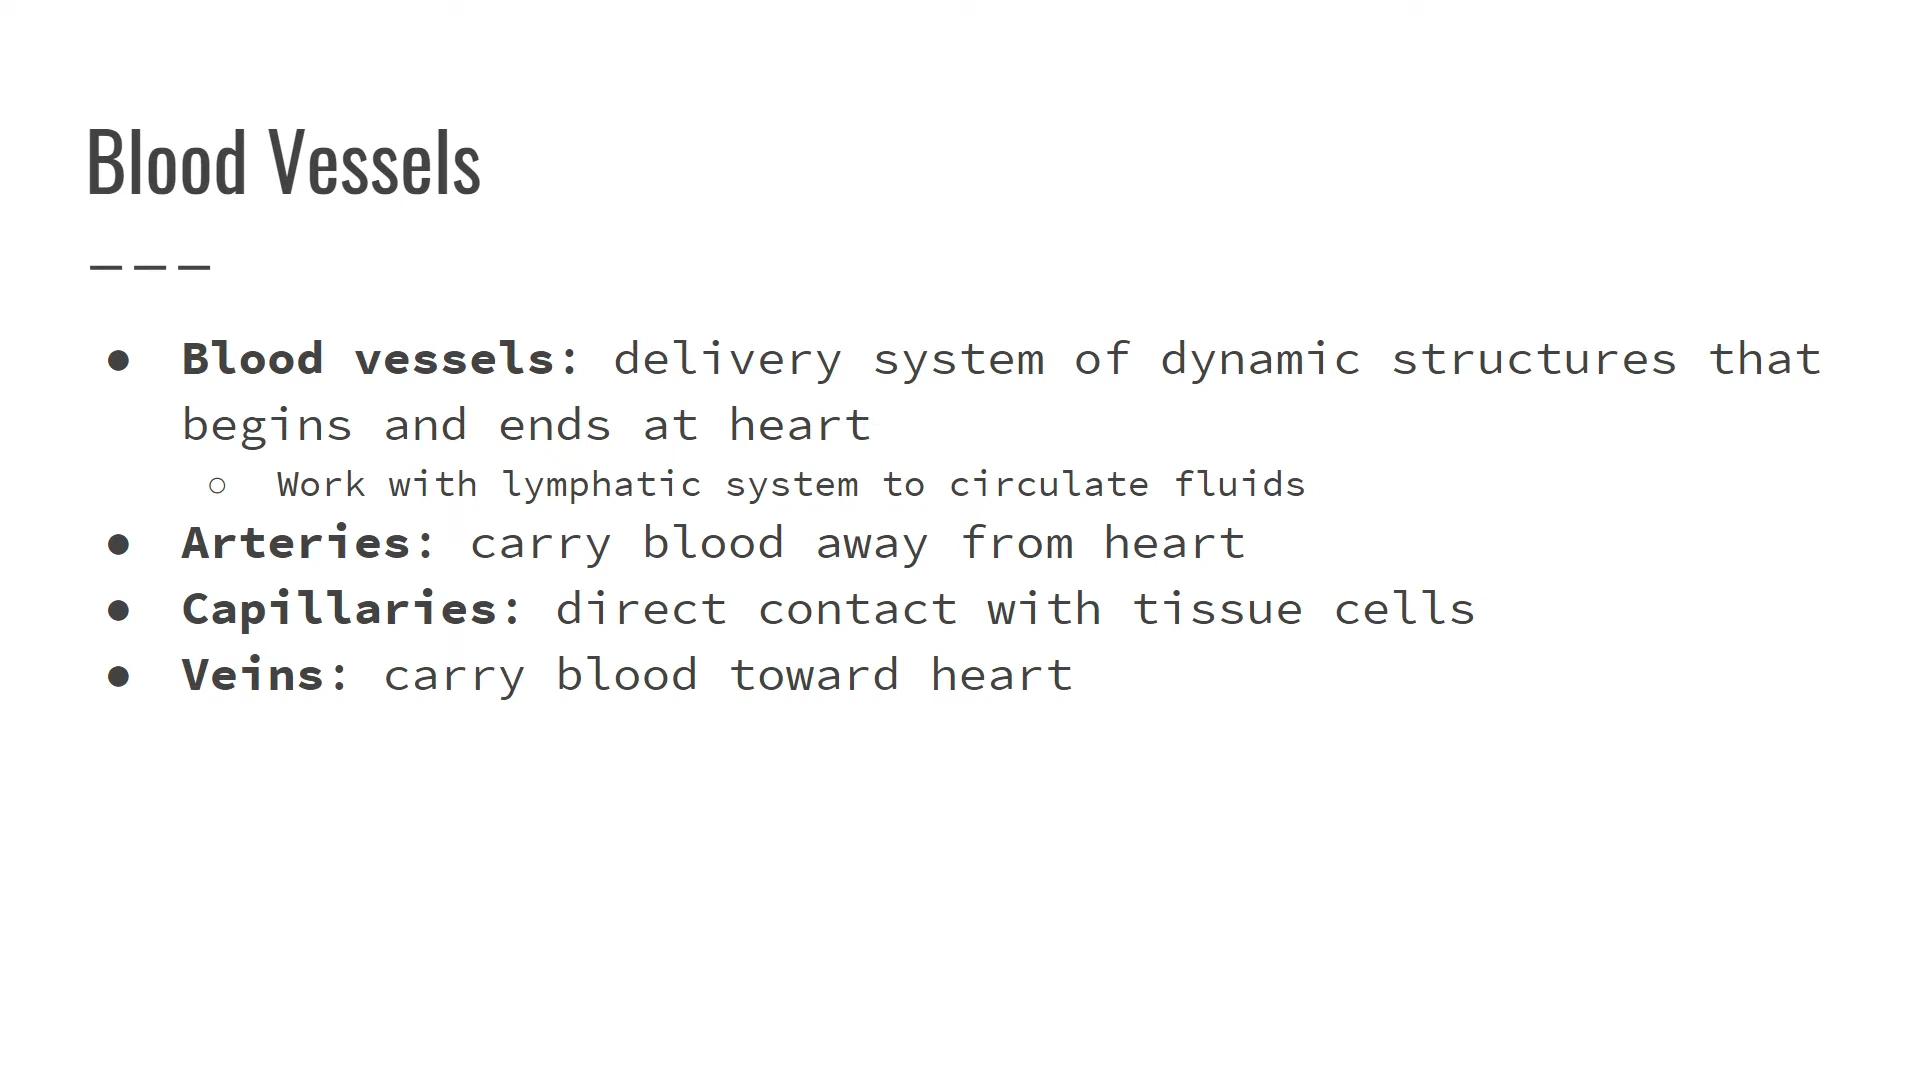 Blood Vessels
● Blood vessels: delivery system of dynamic structures that
begins and ends at heart
○ Work with lymphatic system to circulate fluids
● Arteries: carry blood away from heart
● Capillaries: direct contact with tissue cells
● Veins: carry blood toward heart